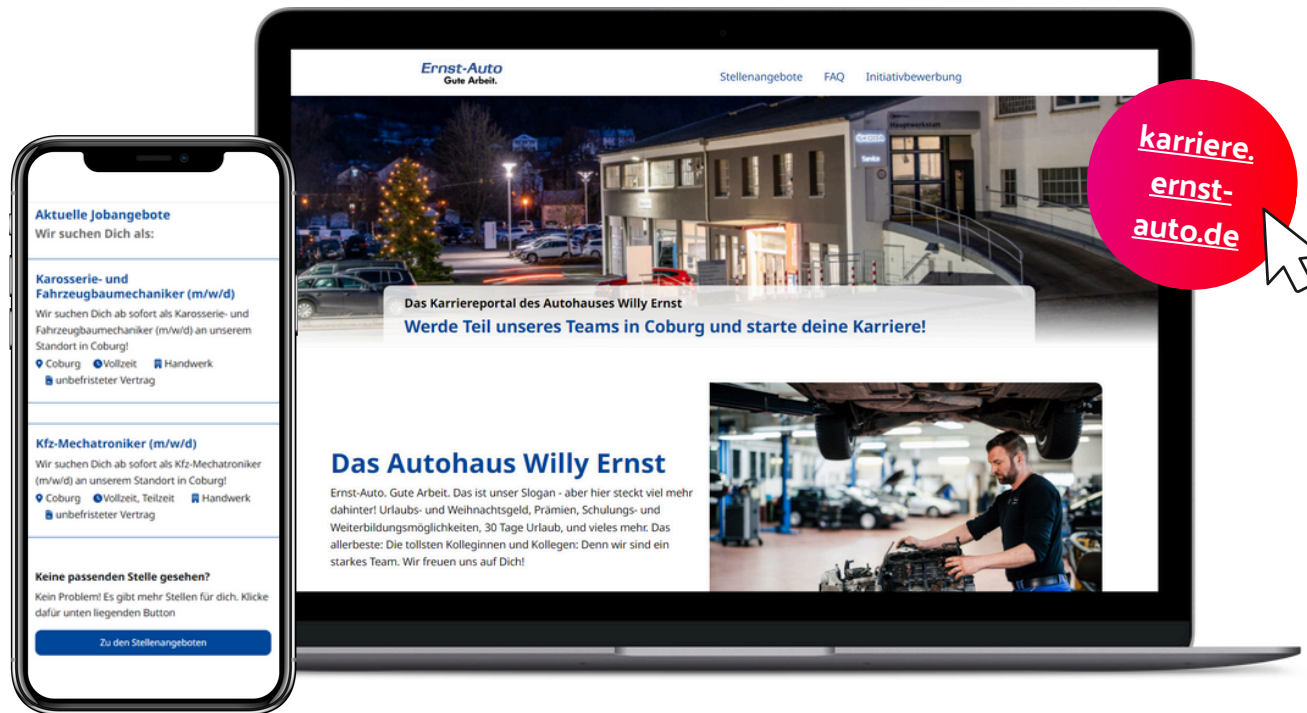 Ernst-Auto
Gute Arbeit.
Stellenangebote FAQ Initiativbewerbung
Hauptwerkstatt
SKODA
Service
karriere.
ernst-
auto.de
Das Karriereportal des Autohauses Willy Ernst
Werde Teil unseres Teams in Coburg und starte deine Karriere!
Das Autohaus Willy Ernst
Ernst-Auto. Gute Arbeit. Das ist unser Slogan - aber hier steckt viel mehr
dahinter! Urlaubs- und Weihnachtsgeld, Prämien, Schulungs- und
Weiterbildungsmöglichkeiten, 30 Tage Urlaub, und vieles mehr. Das
allerbeste: Die tollsten Kolleginnen und Kollegen: Denn wir sind ein
starkes Team. Wir freuen uns auf Dich!
Aktuelle Jobangebote
Wir suchen Dich als:
Karosserie- und
Fahrzeugbaumechaniker (m/w/d)
Wir suchen Dich ab sofort als Karosserie- und
Fahrzeugbaumechaniker (m/w/d) an unserem
Standort in Coburg!
Coburg Vollzeit Handwerk
unbefristeter Vertrag
Kfz-Mechatroniker (m/w/d)
Wir suchen Dich ab sofort als Kfz-Mechatroniker
(m/w/d) an unserem Standort in Coburg!
Coburg Vollzeit, Teilzeit Handwerk
unbefristeter Vertrag
Keine passenden Stelle gesehen?
Kein Problem! Es gibt mehr Stellen für dich. Klicke
dafür unten liegenden Button
Zu den Stellenangeboten